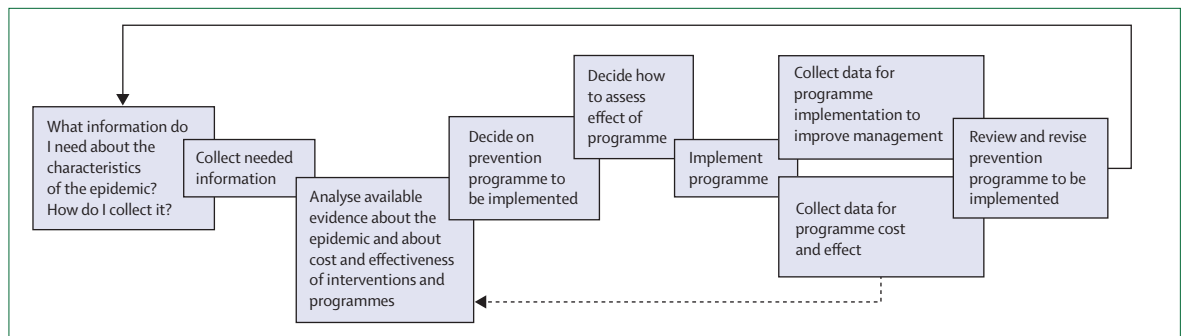 What information do
I need about the
characteristics
of the epidemic?
How do I collect it?
Collect needed
information
Analyse available
evidence about the
epidemic and about
cost and effectiveness
of interventions and
programmes
Decide on
prevention
programme to
be implemented
Decide how
to assess
effect of
programme
Implement
programme
Collect data for
programme
implementation to
improve management
Collect data for
programme cost
and effect
Review and revise
prevention
programme to be
implemented